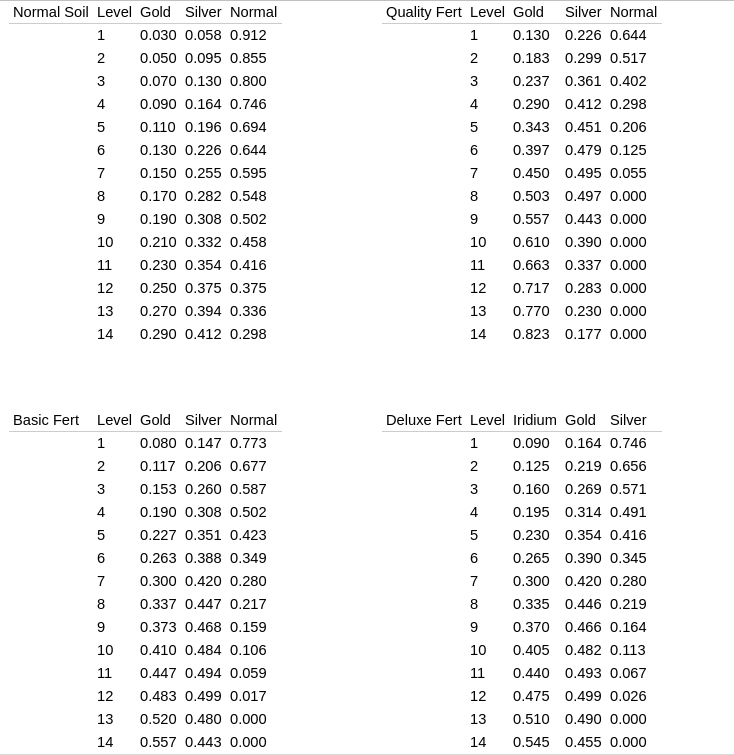 Normal Soil Level Gold Silver Normal
1 0.030 0.058 0.912
2 0.050 0.095 0.855
3 0.070 0.130 0.800
4 0.090 0.164 0.746
5 0.110 0.196 0.694
6 0.130 0.226 0.644
7 0.150 0.255 0.595
8 0.170 0.282 0.548
9 0.190 0.308 0.502
10 0.210 0.332 0.458
11 0.230 0.354 0.416
12 0.250 0.375 0.375
13 0.270 0.394 0.336
14 0.290 0.412 0.298
Quality Fert Level Gold Silver Normal
1 0.130 0.226 0.644
2 0.183 0.299 0.517
3 0.237 0.361 0.402
4 0.290 0.412 0.298
5 0.343 0.451 0.206
6 0.397 0.479 0.125
7 0.450 0.495 0.055
8 0.503 0.497 0.000
9 0.557 0.443 0.000
10 0.610 0.390 0.000
11 0.663 0.337 0.000
12 0.717 0.283 0.000
13 0.770 0.230 0.000
14 0.823 0.177 0.000
Basic Fert Level Gold Silver Normal
1 0.080 0.147 0.773
2 0.117 0.206 0.677
3 0.153 0.260 0.587
4 0.190 0.308 0.502
5 0.227 0.351 0.423
6 0.263 0.388 0.349
7 0.300 0.420 0.280
8 0.337 0.447 0.217
9 0.373 0.468 0.159
10 0.410 0.484 0.106
11 0.447 0.494 0.059
12 0.483 0.499 0.017
13 0.520 0.480 0.000
14 0.557 0.443 0.000
Deluxe Fert Level Iridium Gold Silver
1 0.090 0.164 0.746
2 0.125 0.219 0.656
3 0.160 0.269 0.571
4 0.195 0.314 0.491
5 0.230 0.354 0.416
6 0.265 0.390 0.345
7 0.300 0.420 0.280
8 0.335 0.446 0.219
9 0.370 0.466 0.164
10 0.405 0.482 0.113
11 0.440 0.493 0.067
12 0.475 0.499 0.026
13 0.510 0.490 0.000
14 0.545 0.455 0.000